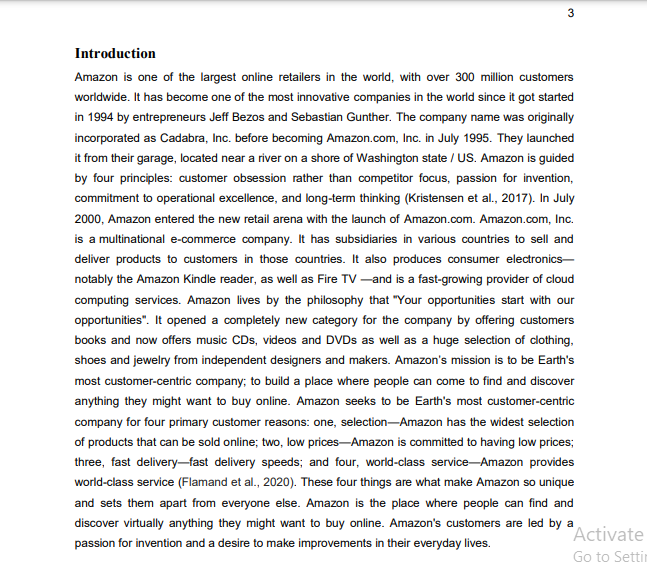 3
Introduction
Amazon is one of the largest online retailers in the world, with over 300 million customers
worldwide. It has become one of the most innovative companies in the world since it got started
in 1994 by entrepreneurs Jeff Bezos and Sebastian Gunther. The company name was originally
incorporated as Cadabra, Inc. before becoming Amazon.com, Inc. in July 1995. They launched
it from their garage, located near a river on a shore of Washington state / US. Amazon is guided
by four principles: customer obsession rather than competitor focus, passion for invention,
commitment to operational excellence, and long-term thinking (Kristensen et al., 2017). In July
2000, Amazon entered the new retail arena with the launch of Amazon.com. Amazon.com, Inc.
is a multinational e-commerce company. It has subsidiaries in various countries to sell and
deliver products to customers in those countries. It also produces consumer electronics—
notably the Amazon Kindle reader, as well as Fire TV —and is a fast-growing provider of cloud
computing services. Amazon lives by the philosophy that "Your opportunities start with our
opportunities". It opened a completely new category for the company by offering customers
books and now offers music CDs, videos and DVDs as well as a huge selection of clothing,
shoes and jewelry from independent designers and makers. Amazon's mission is to be Earth's
most customer-centric company; to build a place where people can come to find and discover
anything they might want to buy online. Amazon seeks to be Earth's most customer-centric
company for four primary customer reasons: one, selection—Amazon has the widest selection
of products that can be sold online; two, low prices—Amazon is committed to having low prices;
three, fast delivery—fast delivery speeds; and four, world-class service—Amazon provides
world-class service (Flamand et al., 2020). These four things are what make Amazon so unique
and sets them apart from everyone else. Amazon is the place where people can find and
discover virtually anything they might want to buy online. Amazon's customers are led by a
passion for invention and a desire to make improvements in their everyday lives.
Activate
Go to Settin